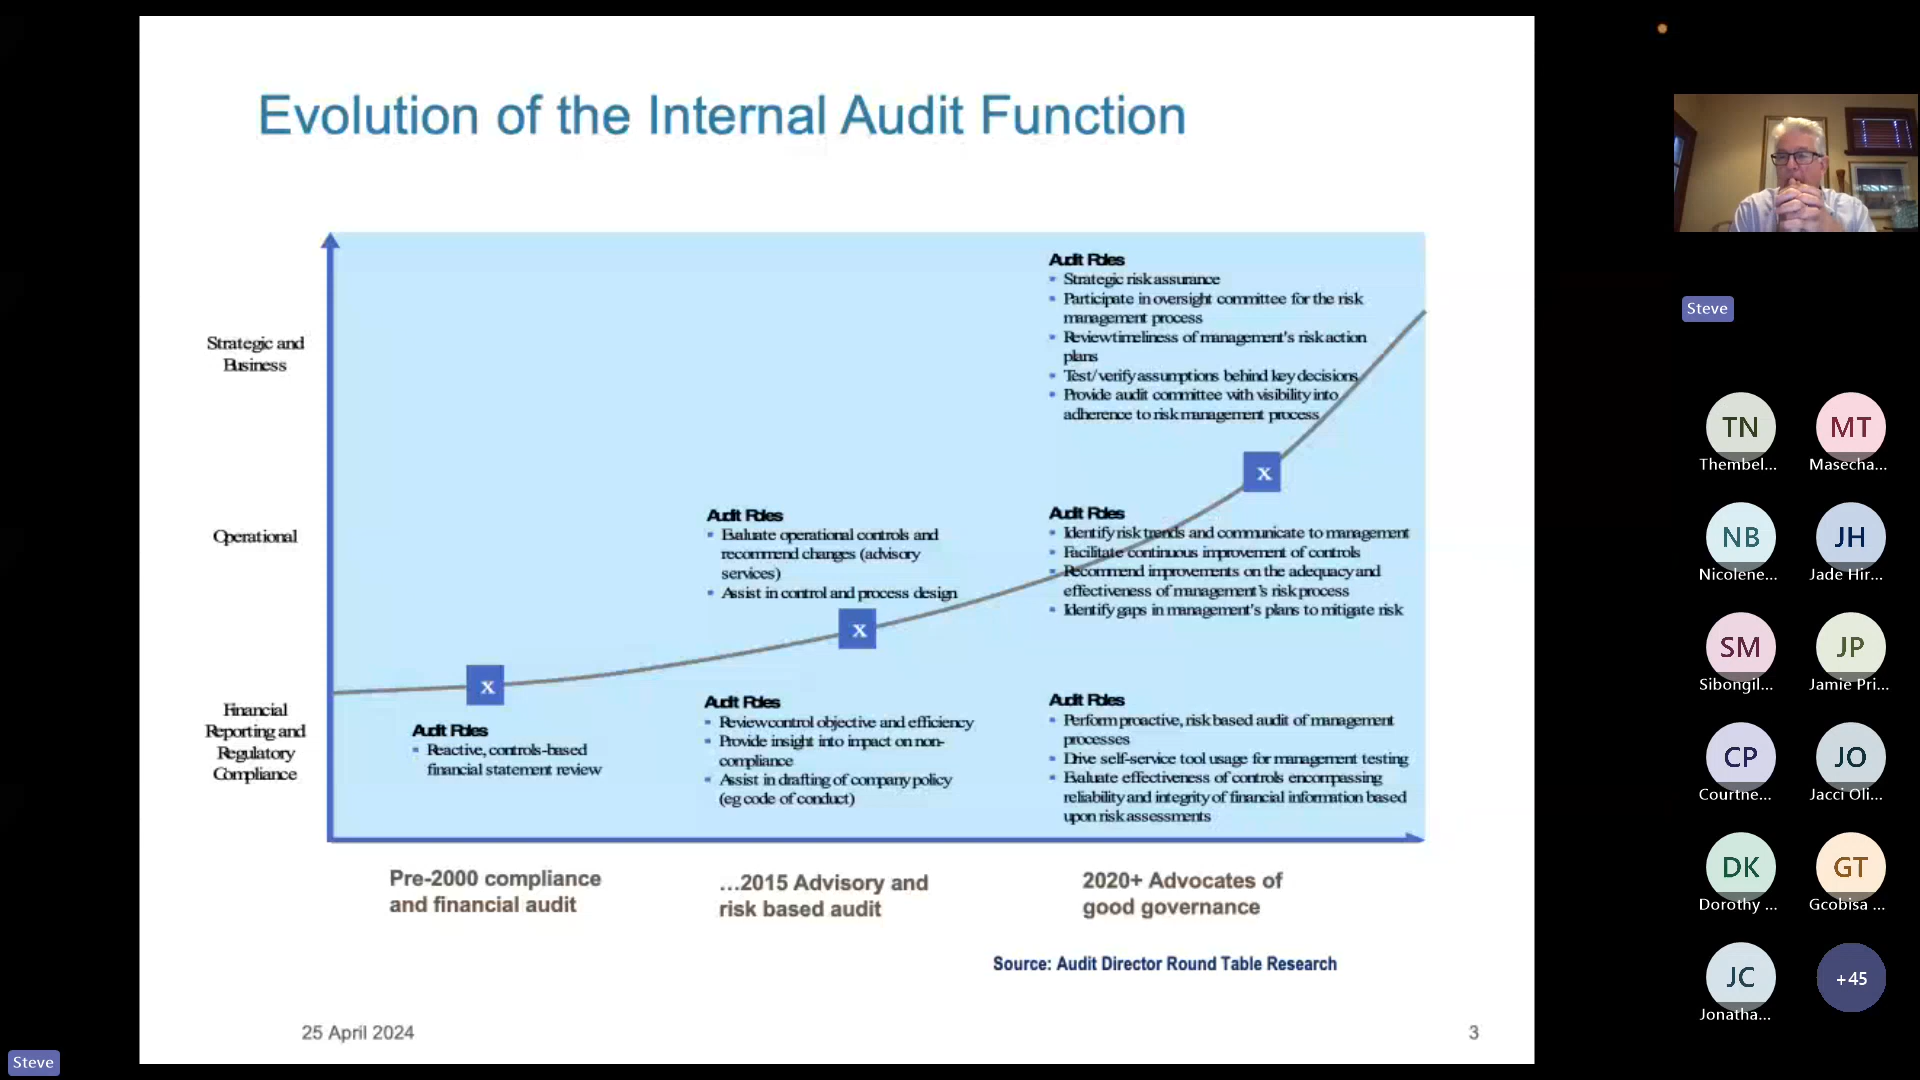 Evolution of the Internal Audit Function
Strategic and
Business
Operational
Financial
Reporting and
Regulatory
Compliance
Audit Roles
Reactive, controls-based
financial statement review
Audit Roles
Evaluate operational controls and
recommend changes (advisory
services)
Assist in control and process design
Audit Roles
Review control objective and efficiency
Provide insight into impact on non-
compliance
Assist in drafting of company policy
(eg code of conduct)
Audit Roles
Strategic risk assurance
Participate in oversight committee for the risk
management process
Review timeliness of management's risk action
plans
Test/verify assumptions behind key decisions
Provide audit committee with visibility into
adherence to risk management process
Audit Roles
Identify risk trends and communicate to management
Facilitate continuous improvement of controls
Recommend improvements on the adequacy and
effectiveness of management's risk process
Identify gaps in management's plans to mitigate risk
Audit Roles
Perform proactive, risk based audit of management
processes
Drive self-service tool usage for management testing
Evaluate effectiveness of controls encompassing
reliability and integrity of financial information based
upon risk assessments
x
x
x
Pre-2000 compliance
and financial audit
…2015 Advisory and
risk based audit
2020+ Advocates of
good governance
Source: Audit Director Round Table Research
25 April 2024
3
Steve
Steve
TN
Thembel...
MT
Masecha...
NB
Nicolene...
JH
Jade Hir...
SM
Sibongil...
JP
Jamie Pri...
CP
Courtne...
JO
Jacci Oli...
DK
Dorothy ...
GT
Gcobisa ...
JC
Jonatha...
+45